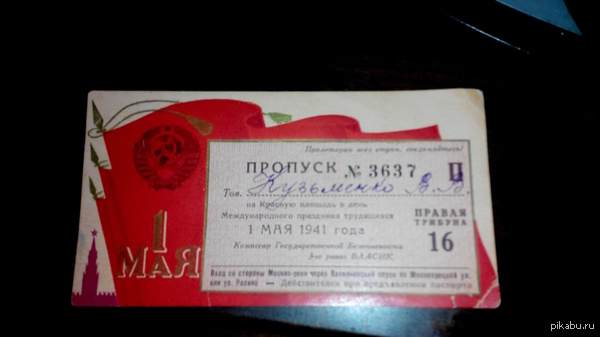 Пролетарии всех стран, соединяйтесь!
ПРОПУСК № 3637 П
Тов. Кузьменко В.
на Красную площадь в день
Международного праздника трудящихся
1 МАЯ 1941 года
Комиссар Государственной Безопасности
3-го ранга ВЛАСИК.
ПРАВАЯ
ТРИБУНА
16
1
МАЯ
Вход со стороны Москва-реки через Васильевский спуск по Москворецкой ул.
или ул. Разина — Действителен при предъявлении паспорта
pikabu.ru